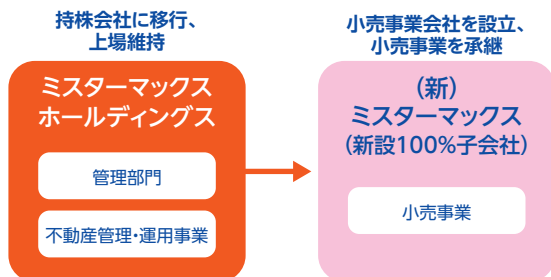 持株会社に移行、
上場維持
ミスターマックス
ホールディングス
管理部門
不動産管理・運用事業
小売事業会社を設立、
小売事業を承継
(新)
ミスターマックス
(新設100%子会社)
小売事業